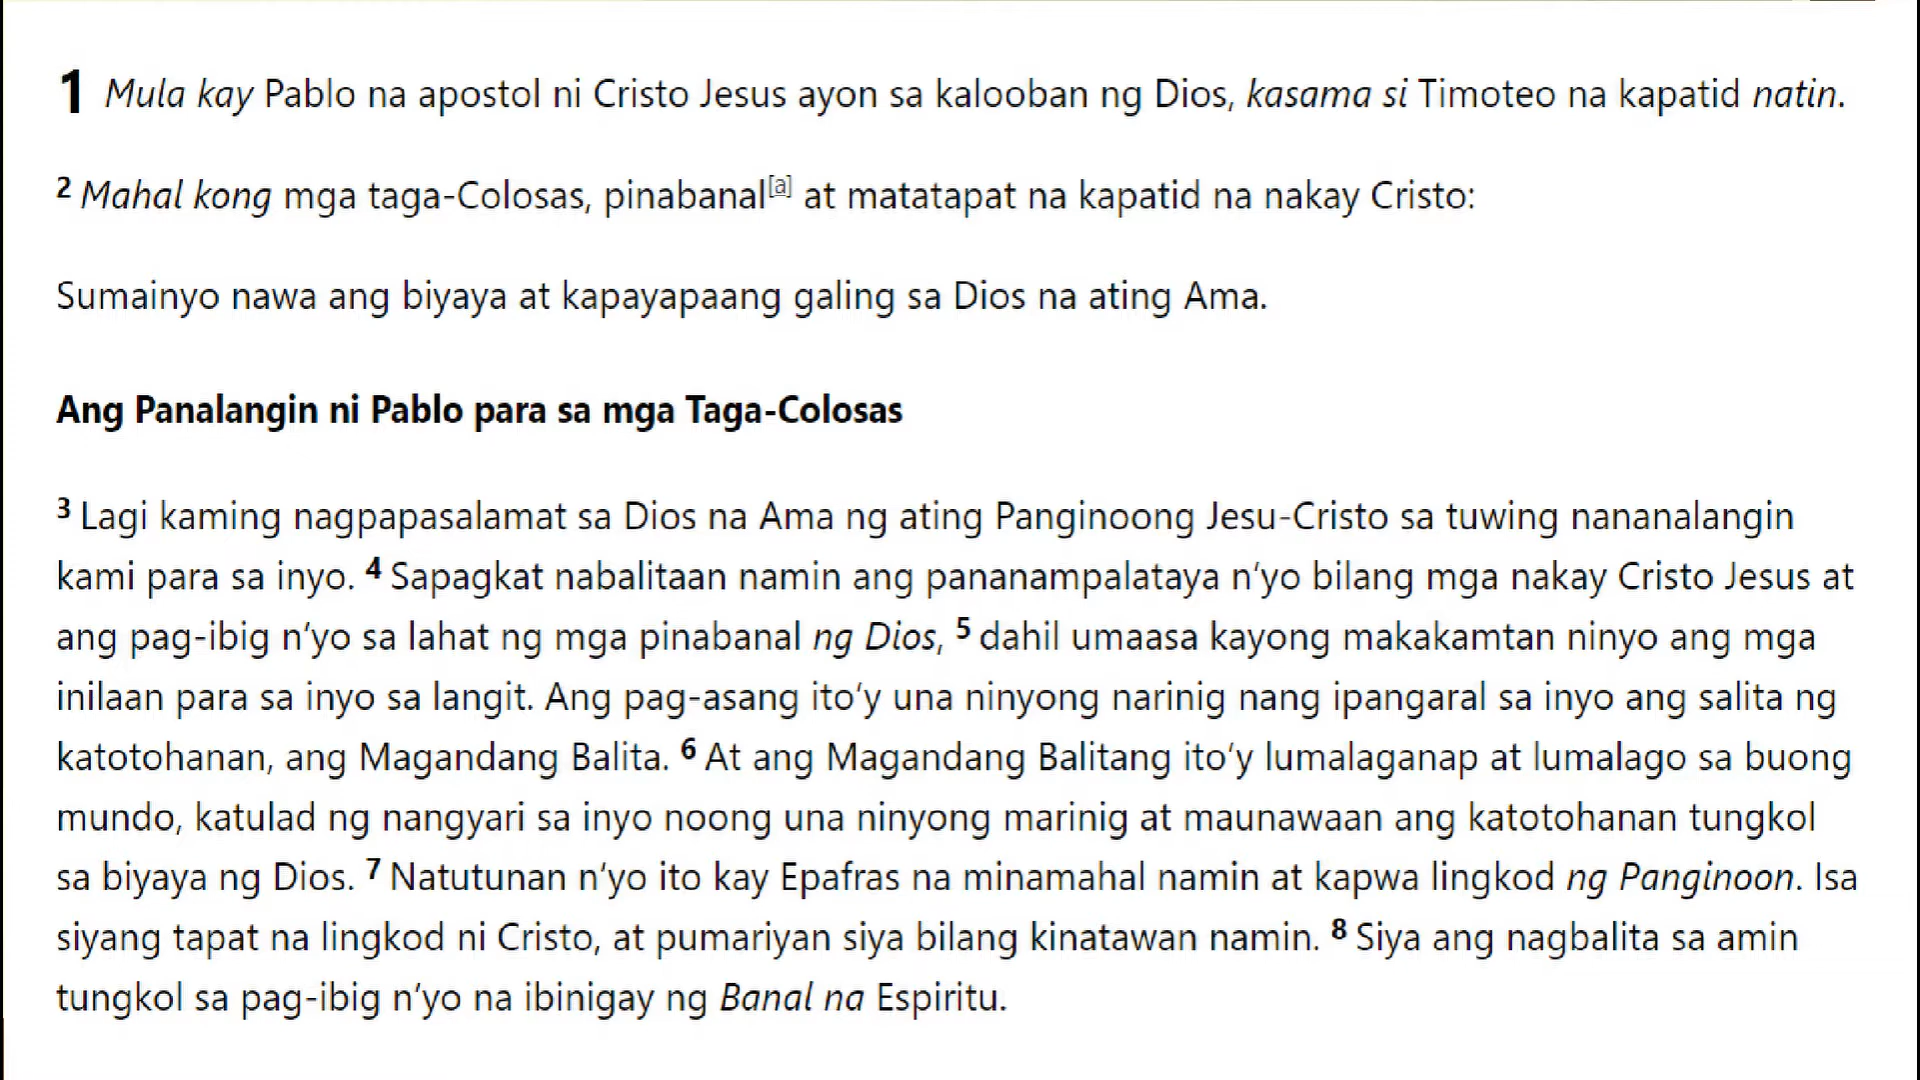 1 Mula kay Pablo na apostol ni Cristo Jesus ayon sa kalooban ng Dios, kasama si Timoteo na kapatid natin.
2 Mahal kong mga taga-Colosas, pinabanal[a] at matatapat na kapatid na nakay Cristo:
Sumainyo nawa ang biyaya at kapayapaang galing sa Dios na ating Ama.
Ang Panalangin ni Pablo para sa mga Taga-Colosas
3 Lagi kaming nagpapasalamat sa Dios na Ama ng ating Panginoong Jesu-Cristo sa tuwing nananalangin
kami para sa inyo. 4 Sapagkat nabalitaan namin ang pananampalataya n’yo bilang mga nakay Cristo Jesus at
ang pag-ibig n’yo sa lahat ng mga pinabanal ng Dios, 5 dahil umaasa kayong makakamtan ninyo ang mga
inilaan para sa inyo sa langit. Ang pag-asang ito’y una ninyong narinig nang ipangaral sa inyo ang salita ng
katotohanan, ang Magandang Balita. 6 At ang Magandang Balitang ito’y lumalaganap at lumalago sa buong
mundo, katulad ng nangyari sa inyo noong una ninyong marinig at maunawaan ang katotohanan tungkol
sa biyaya ng Dios. 7 Natutunan n’yo ito kay Epafras na minamahal namin at kapwa lingkod ng Panginoon. Isa
siyang tapat na lingkod ni Cristo, at pumariyan siya bilang kinatawan namin. 8 Siya ang nagbalita sa amin
tungkol sa pag-ibig n’yo na ibinigay ng Banal na Espiritu.